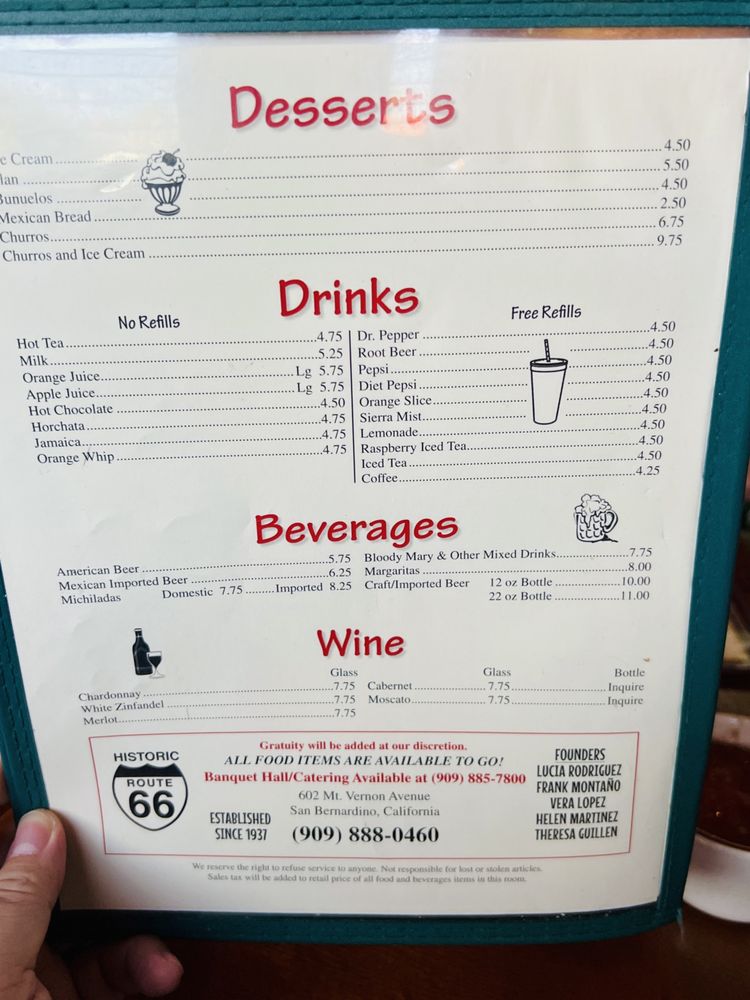 Desserts
e Cream 4.50
lan 5.50
Bunuelos 4.50
Mexican Bread 2.50
Churros 6.75
Churros and Ice Cream 9.75
Drinks
No Refills
Hot Tea 4.75
Milk 5.25
Orange Juice Lg 5.75
Apple Juice Lg 5.75
Hot Chocolate 4.50
Horchata 4.75
Jamaica 4.75
Orange Whip 4.75
Free Refills
Dr. Pepper 4.50
Root Beer 4.50
Pepsi 4.50
Diet Pepsi 4.50
Orange Slice 4.50
Sierra Mist 4.50
Lemonade 4.50
Raspberry Iced Tea 4.50
Iced Tea 4.50
Coffee 4.25
Beverages
American Beer 5.75
Mexican Imported Beer 6.25
Michiladas Domestic 7.75 Imported 8.25
Bloody Mary & Other Mixed Drinks 7.75
Margaritas 8.00
Craft/Imported Beer 12 oz Bottle 10.00
22 oz Bottle 11.00
Wine
Glass
Chardonnay 7.75
White Zinfandel 7.75
Merlot 7.75
Glass Bottle
Cabernet 7.75 Inquire
Moscato 7.75 Inquire
HISTORIC
ROUTE
66
Gratuity will be added at our discretion.
ALL FOOD ITEMS ARE AVAILABLE TO GO!
Banquet Hall/Catering Available at (909) 885-7800
602 Mt. Vernon Avenue
San Bernardino, California
ESTABLISHED
SINCE 1937
(909) 888-0460
FOUNDERS
LUCIA RODRIGUEZ
FRANK MONTAÑO
VERA LOPEZ
HELEN MARTINEZ
THERESA GUILLEN
We reserve the right to refuse service to anyone. Not responsible for lost or stolen articles.
Sales tax will be added to retail price of all food and beverages items in this room.